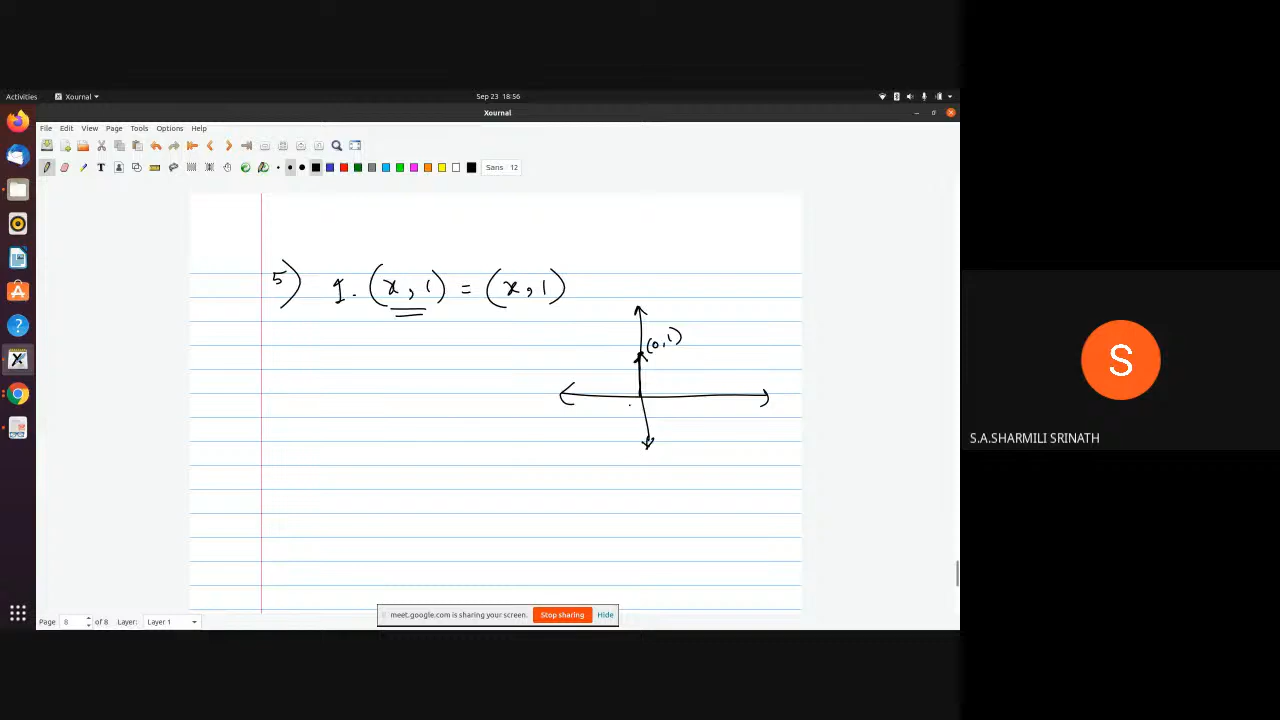 Activities
Xournal
Sep 23 18:56
Xournal
File Edit View Page Tools Options Help
Sans 12
5) 1. (x, 1) = (x, 1)
(0, 1)
S
S.A.SHARMILI SRINATH
meet.google.com is sharing your screen. Stop sharing Hide
Page 8 of 8 Layer: Layer 1